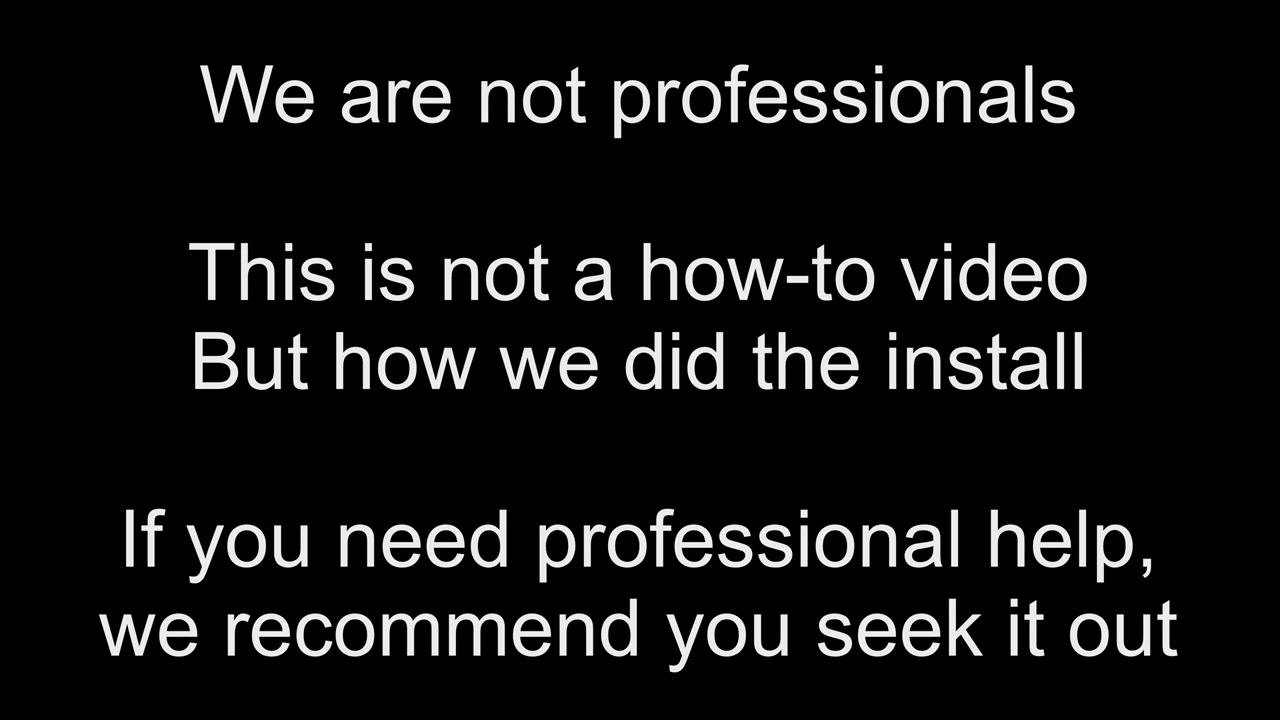 We are not professionals
This is not a how-to video
But how we did the install
If you need professional help,
we recommend you seek it out